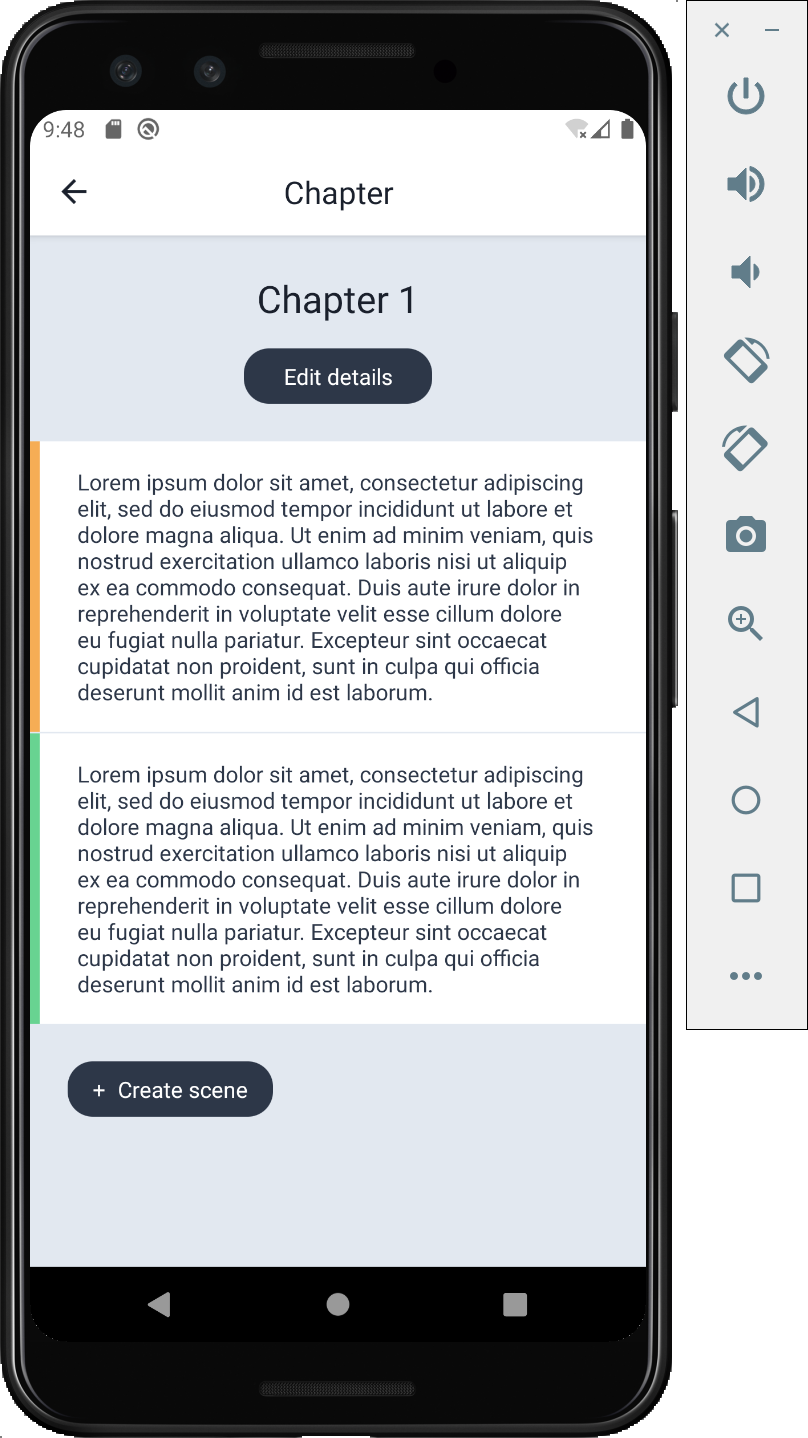 9:48
Chapter
Chapter 1
Edit details
Lorem ipsum dolor sit amet, consectetur adipiscing
elit, sed do eiusmod tempor incididunt ut labore et
dolore magna aliqua. Ut enim ad minim veniam, quis
nostrud exercitation ullamco laboris nisi ut aliquip
ex ea commodo consequat. Duis aute irure dolor in
reprehenderit in voluptate velit esse cillum dolore
eu fugiat nulla pariatur. Excepteur sint occaecat
cupidatat non proident, sunt in culpa qui officia
deserunt mollit anim id est laborum.
Lorem ipsum dolor sit amet, consectetur adipiscing
elit, sed do eiusmod tempor incididunt ut labore et
dolore magna aliqua. Ut enim ad minim veniam, quis
nostrud exercitation ullamco laboris nisi ut aliquip
ex ea commodo consequat. Duis aute irure dolor in
reprehenderit in voluptate velit esse cillum dolore
eu fugiat nulla pariatur. Excepteur sint occaecat
cupidatat non proident, sunt in culpa qui officia
deserunt mollit anim id est laborum.
+ Create scene